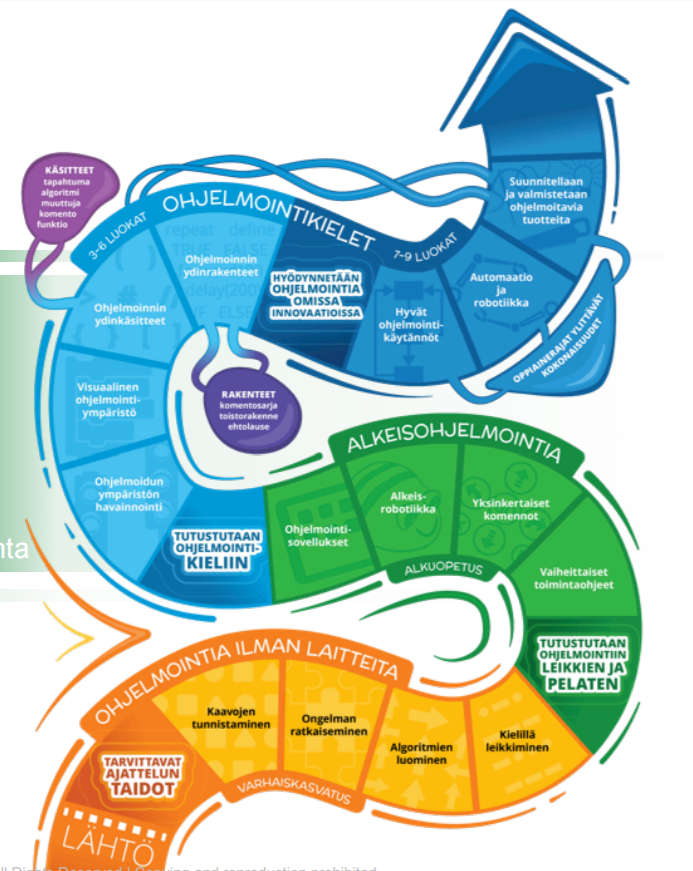 KÄSITTEET
tapahtuma
algoritmi
muuttuja
komento
funktio
3-6 LUOKAT
OHJELMOINTIKIELET
7-9 LUOKAT
Suunnitellaan
ja valmistetaan
ohjelmoitavia
tuotteita
Automaatio
ja
robotiikka
OPPIAINERAJAT YLITTÄVÄT
KOKONAISUUDET
Hyvät
ohjelmointi-
käytännöt
HYÖDYNNETÄÄN
OHJELMOINTIA
OMISSA
INNOVAATIOISSA
repeat define
TRUE FALSE
delay(200)
IF ELSE
Ohjelmoinnin
ydinrakenteet
Ohjelmoinnin
ydinkäsitteet
RAKENTEET
komentosarja
toistorakenne
ehtolause
Visuaalinen
ohjelmointi-
ympäristö
Ohjelmoidun
ympäristön
havainnointi
TUTUSTUTAAN
OHJELMOINTI-
KIELIIN
nta
ALKEISOHJELMOINTIA
Ohjelmointi-
sovellukset
Alkeis-
robotiikka
Yksinkertaiset
komennot
ALKUOPETUS
Vaiheittaiset
toimintaohjeet
TUTUSTUTAAN
OHJELMOINTIIN
LEIKKIEN JA
PELATEN
OHJELMOINTIA ILMAN LAITTEITA
Kielillä
leikkiminen
Algoritmien
luominen
Ongelman
ratkaiseminen
Kaavojen
tunnistaminen
VARHAISKASVATUS
TARVITTAVAT
AJATTELUN
TAIDOT
LÄHTÖ